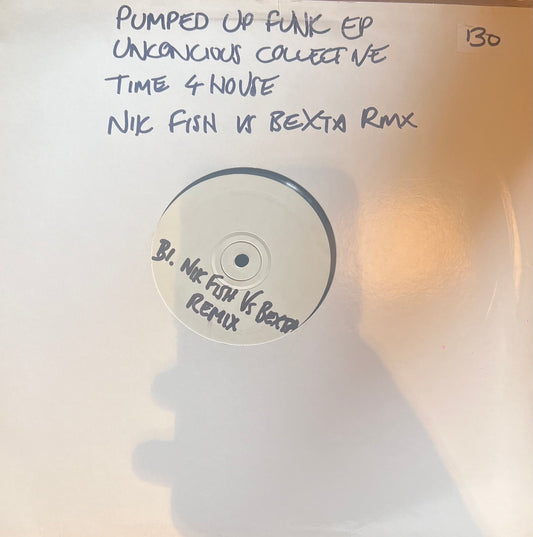 PUMPED UP FUNK EP
UNCONCIOUS COLLECTIVE
TIME 4 HOUSE
NIK FISH VS BEXTA RMX
130
B1. NIK FISH VS BEXTA
REMIX